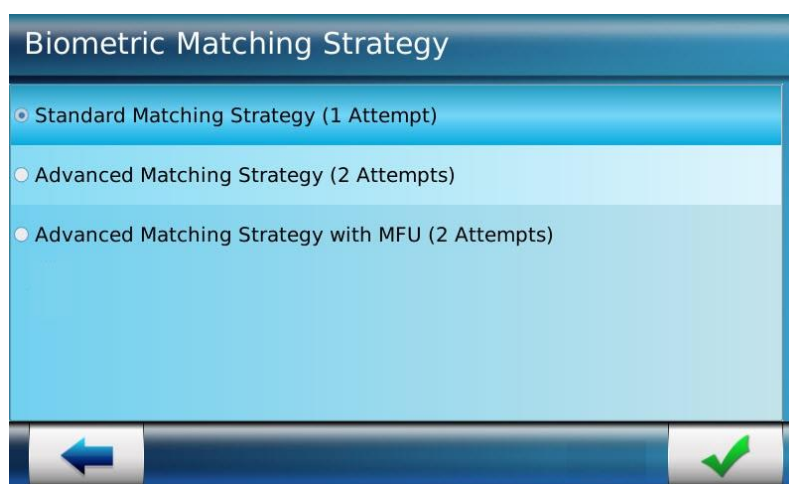 Biometric Matching Strategy
Standard Matching Strategy (1 Attempt)
Advanced Matching Strategy (2 Attempts)
Advanced Matching Strategy with MFU (2 Attempts)